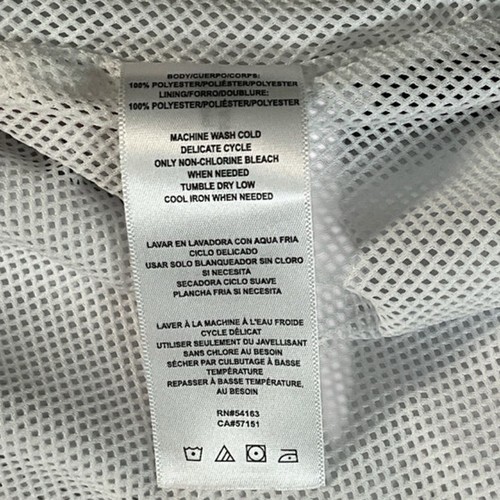 BODY/CUERPO/CORPS:
100% POLYESTER/POLIÉSTER/POLYESTER
LINING/FORRO/DOUBLURE:
100% POLYESTER/POLIÉSTER/POLYESTER
MACHINE WASH COLD
DELICATE CYCLE
ONLY NON-CHLORINE BLEACH
WHEN NEEDED
TUMBLE DRY LOW
COOL IRON WHEN NEEDED
LAVAR EN LAVADORA CON AQUA FRIA
CICLO DELICADO
USAR SOLO BLANQUEADOR SIN CLORO
SI NECESITA
SECADORA CICLO SUAVE
PLANCHA FRIA SI NECESITA
LAVER À LA MACHINE À L'EAU FROIDE
CYCLE DÉLICAT
UTILISER SEULEMENT DU JAVELLISANT
SANS CHLORE AU BESOIN
SÉCHER PAR CULBUTAGE À BASSE
TEMPÉRATURE
REPASSER À BASSE TEMPÉRATURE,
AU BESOIN
RN#54163
CA#57151